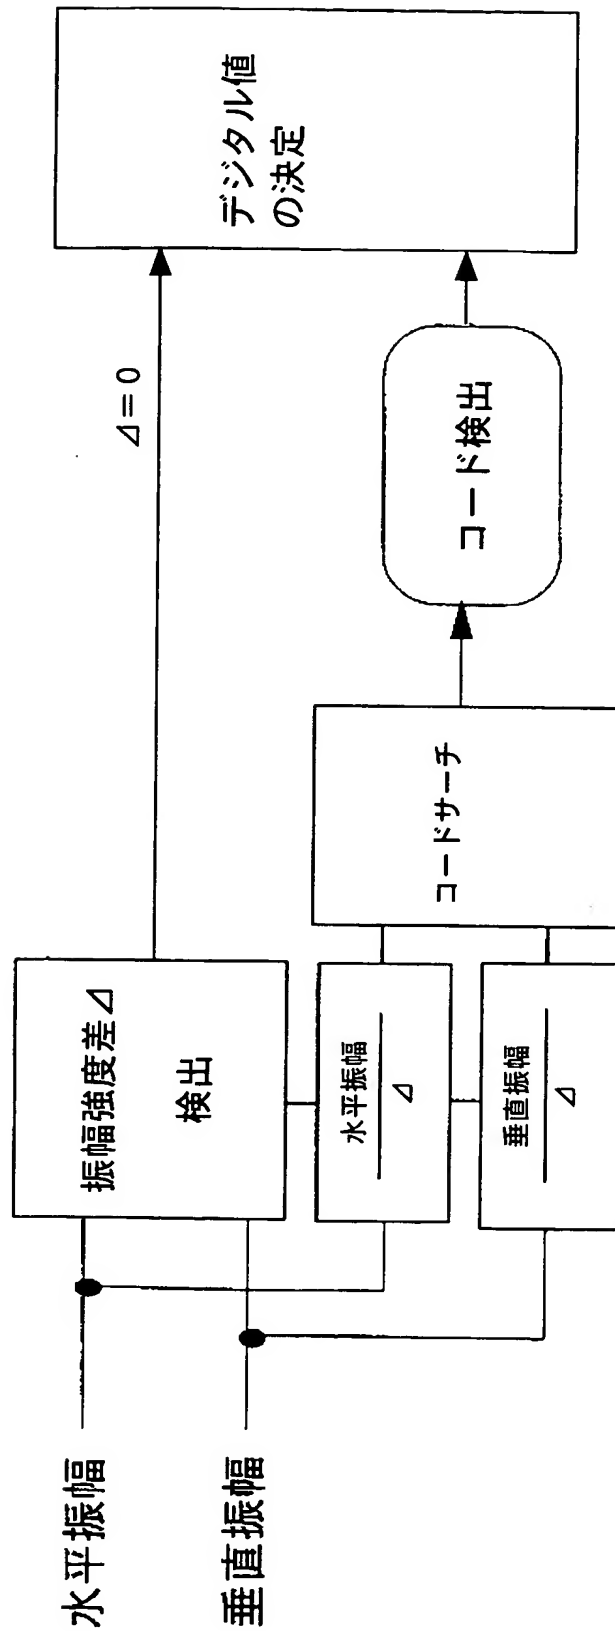 水平振幅
垂直振幅
振幅強度差⊿
検出
水平振幅
⊿
垂直振幅
⊿
コードサーチ
コード検出
⊿=0
デジタル値
の決定